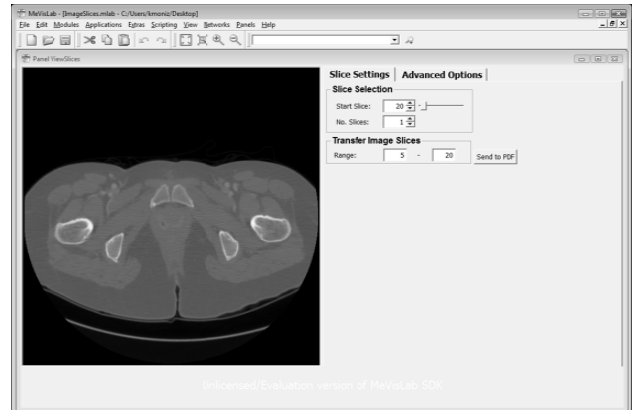 MeVisLab - [ImageSlices.mlab - C:/Users/kmoniz/Desktop]
File Edit Modules Applications Extras Scripting View Networks Panels Help
Panel ViewSlices
Slice Settings Advanced Options
Slice Selection
Start Slice: 20
No. Slices: 1
Transfer Image Slices
Range: 5 - 20 Send to PDF
Unlicensed/Evaluation version of MeVisLab SDK